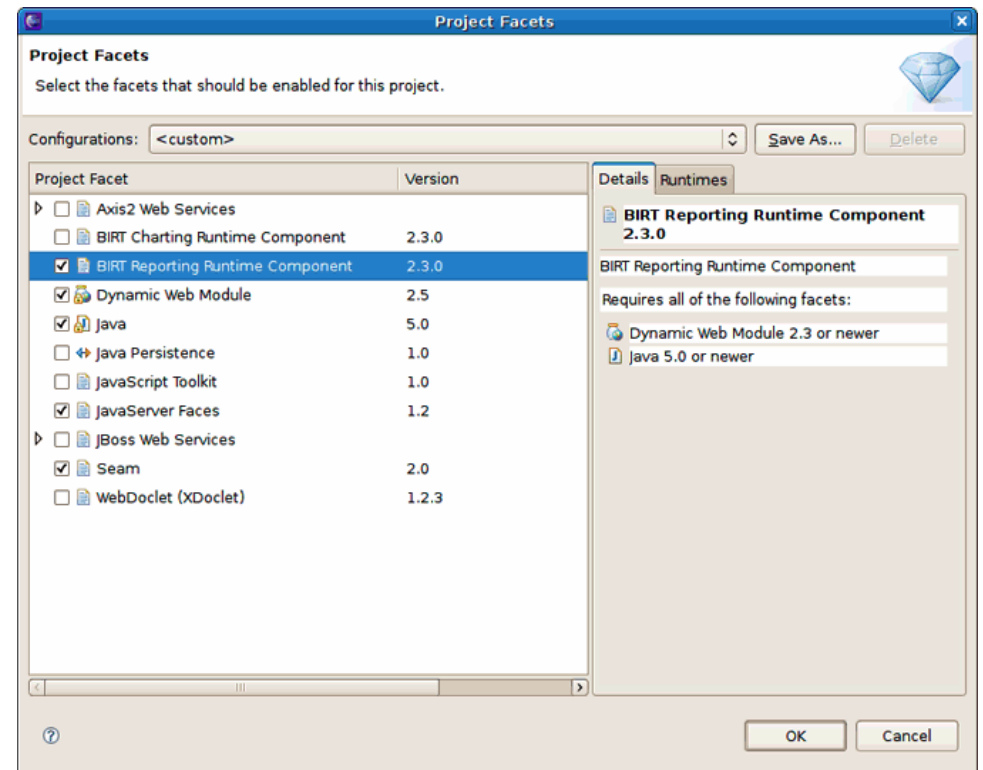 Project Facets
Project Facets
Select the facets that should be enabled for this project.
Configurations: <custom> Save As... Delete
Project Facet Version
Axis2 Web Services
BIRT Charting Runtime Component 2.3.0
BIRT Reporting Runtime Component 2.3.0
Dynamic Web Module 2.5
Java 5.0
Java Persistence 1.0
JavaScript Toolkit 1.0
JavaServer Faces 1.2
JBoss Web Services
Seam 2.0
WebDoclet (XDoclet) 1.2.3
Details Runtimes
BIRT Reporting Runtime Component
2.3.0
BIRT Reporting Runtime Component
Requires all of the following facets:
Dynamic Web Module 2.3 or newer
Java 5.0 or newer
OK Cancel